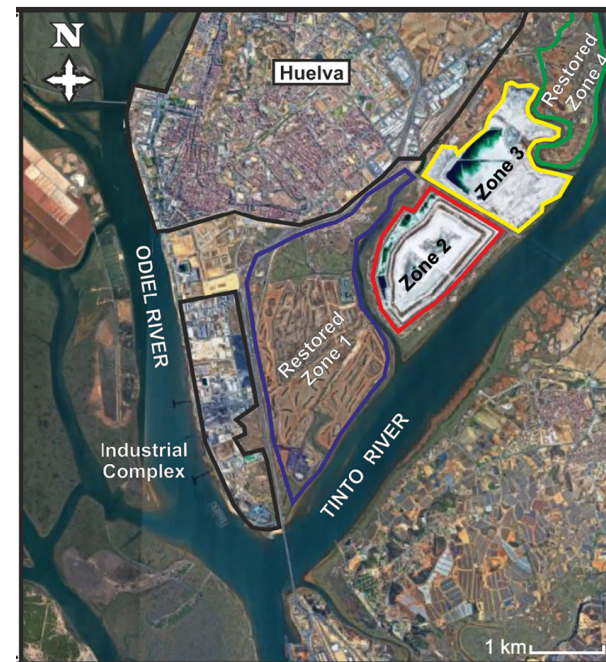 N
Huelva
Restored
Zone 4
Zone 3
Zone 2
ODIEL RIVER
Restored
Zone 1
Industrial
Complex
TINTO RIVER
1 km